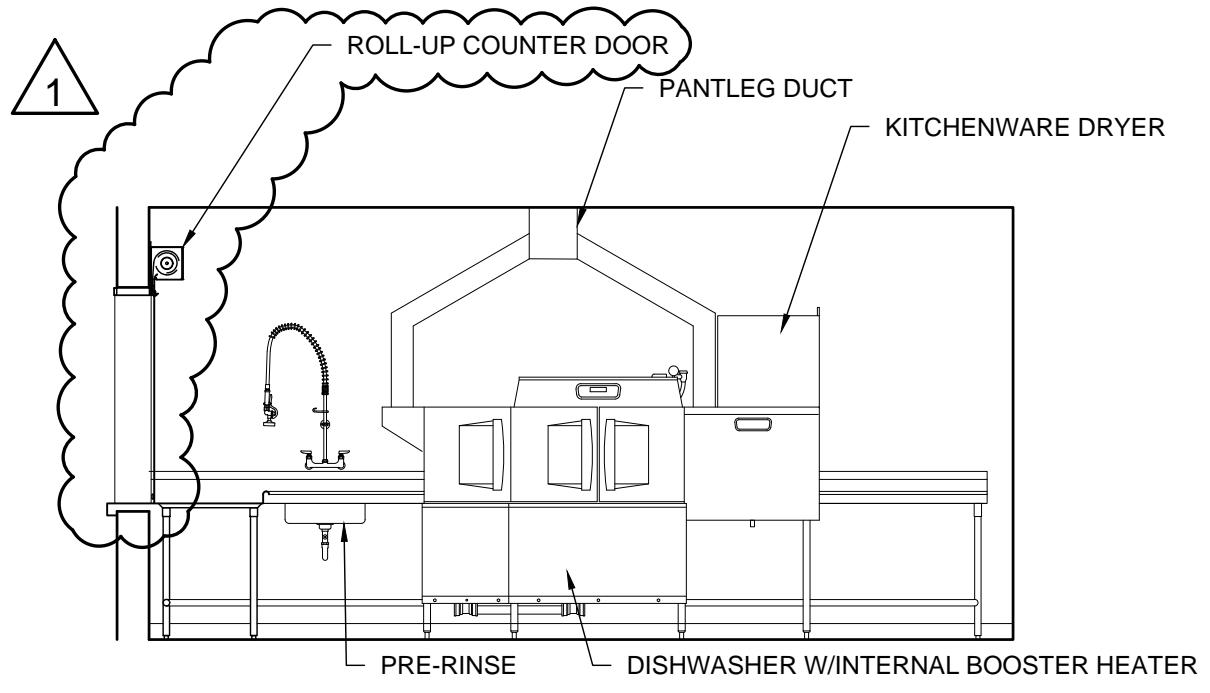 ROLL-UP COUNTER DOOR
1
PANTLEG DUCT
KITCHENWARE DRYER
PRE-RINSE
DISHWASHER W/INTERNAL BOOSTER HEATER